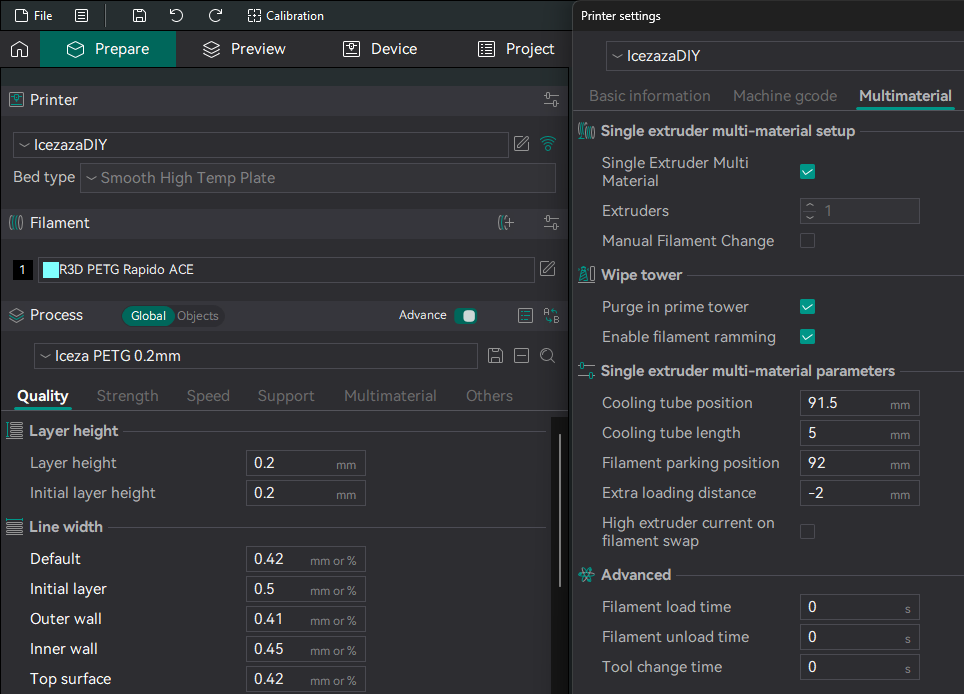 File
Calibration
Prepare
Preview
Device
Project
Printer
IcezazaDIY
Bed type
Smooth High Temp Plate
Filament
1
R3D PETG Rapido ACE
Process
Global
Objects
Advance
Iceza PETG 0.2mm
Quality
Strength
Speed
Support
Multimaterial
Others
Layer height
Layer height 0.2 mm
Initial layer height 0.2 mm
Line width
Default 0.42 mm or %
Initial layer 0.5 mm or %
Outer wall 0.41 mm or %
Inner wall 0.45 mm or %
Top surface 0.42 mm or %
Printer settings
IcezazaDIY
Basic information
Machine gcode
Multimaterial
Single extruder multi-material setup
Single Extruder Multi
Material
Extruders 1
Manual Filament Change
Wipe tower
Purge in prime tower
Enable filament ramming
Single extruder multi-material parameters
Cooling tube position 91.5 mm
Cooling tube length 5 mm
Filament parking position 92 mm
Extra loading distance -2 mm
High extruder current on
filament swap
Advanced
Filament load time 0 s
Filament unload time 0 s
Tool change time 0 s